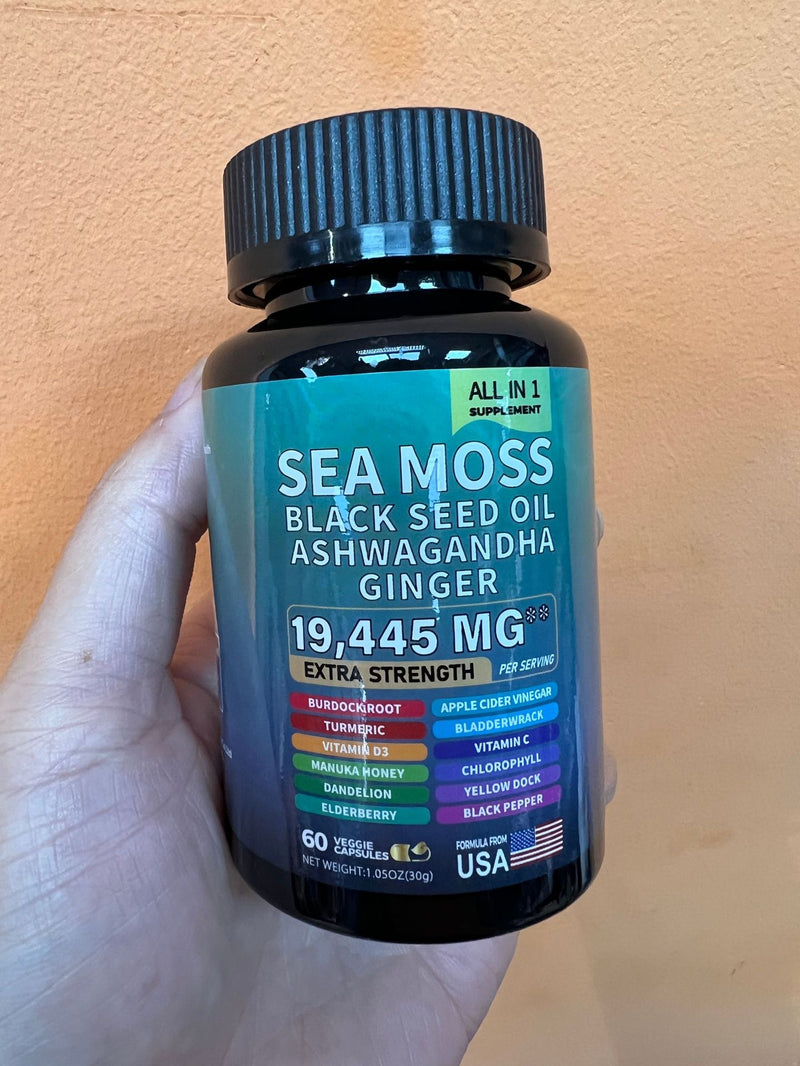 ALL IN 1
SUPPLEMENT
SEA MOSS
BLACK SEED OIL
ASHWAGANDHA
GINGER
19,445 MG**
EXTRA STRENGTH
PER SERVING
BURDOCK ROOT
APPLE CIDER VINEGAR
TURMERIC
BLADDERWRACK
VITAMIN D3
VITAMIN C
MANUKA HONEY
CHLOROPHYLL
DANDELION
YELLOW DOCK
ELDERBERRY
BLACK PEPPER
60 VEGGIE
CAPSULES
NET WEIGHT:1.05OZ(30g)
FORMULA FROM
USA